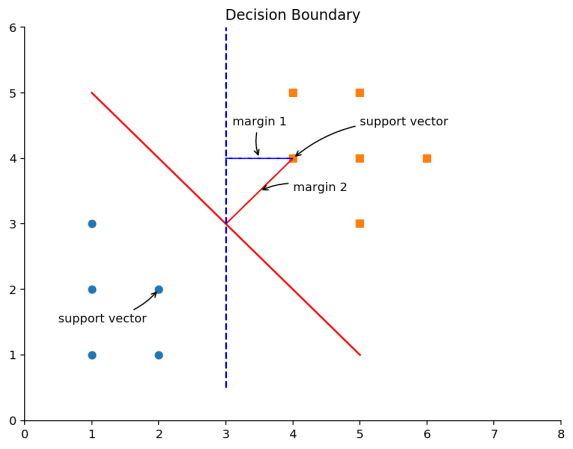 Decision Boundary
6
5
margin 1
support vector
4
margin 2
3
2
support vector
1
0
0 1 2 3 4 5 6 7 8